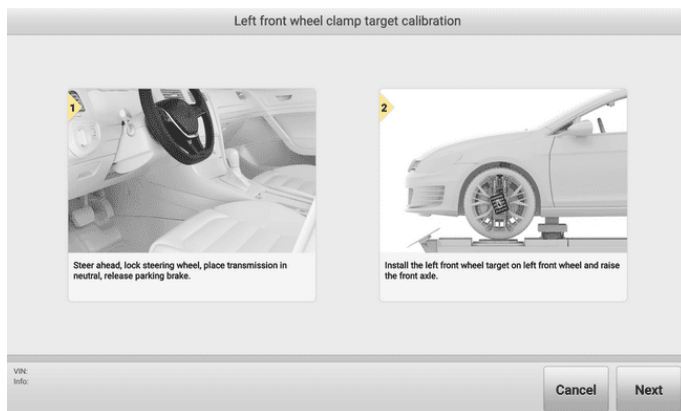 Left front wheel clamp target calibration
1
2
Steer ahead, lock steering wheel, place transmission in
neutral, release parking brake.
Install the left front wheel target on left front wheel and raise
the front axle.
VIN:
Info:
Cancel
Next